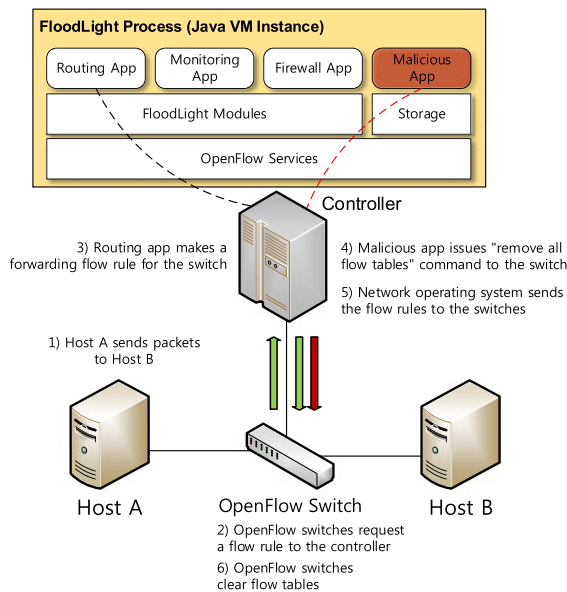 FloodLight Process (Java VM Instance)
Routing App
Monitoring
App
Firewall App
Malicious
App
FloodLight Modules
Storage
OpenFlow Services
Controller
3) Routing app makes a
forwarding flow rule for the switch
4) Malicious app issues "remove all
flow tables" command to the switch
5) Network operating system sends
the flow rules to the switches
1) Host A sends packets
to Host B
Host A
OpenFlow Switch
Host B
2) OpenFlow switches request
a flow rule to the controller
6) OpenFlow switches
clear flow tables